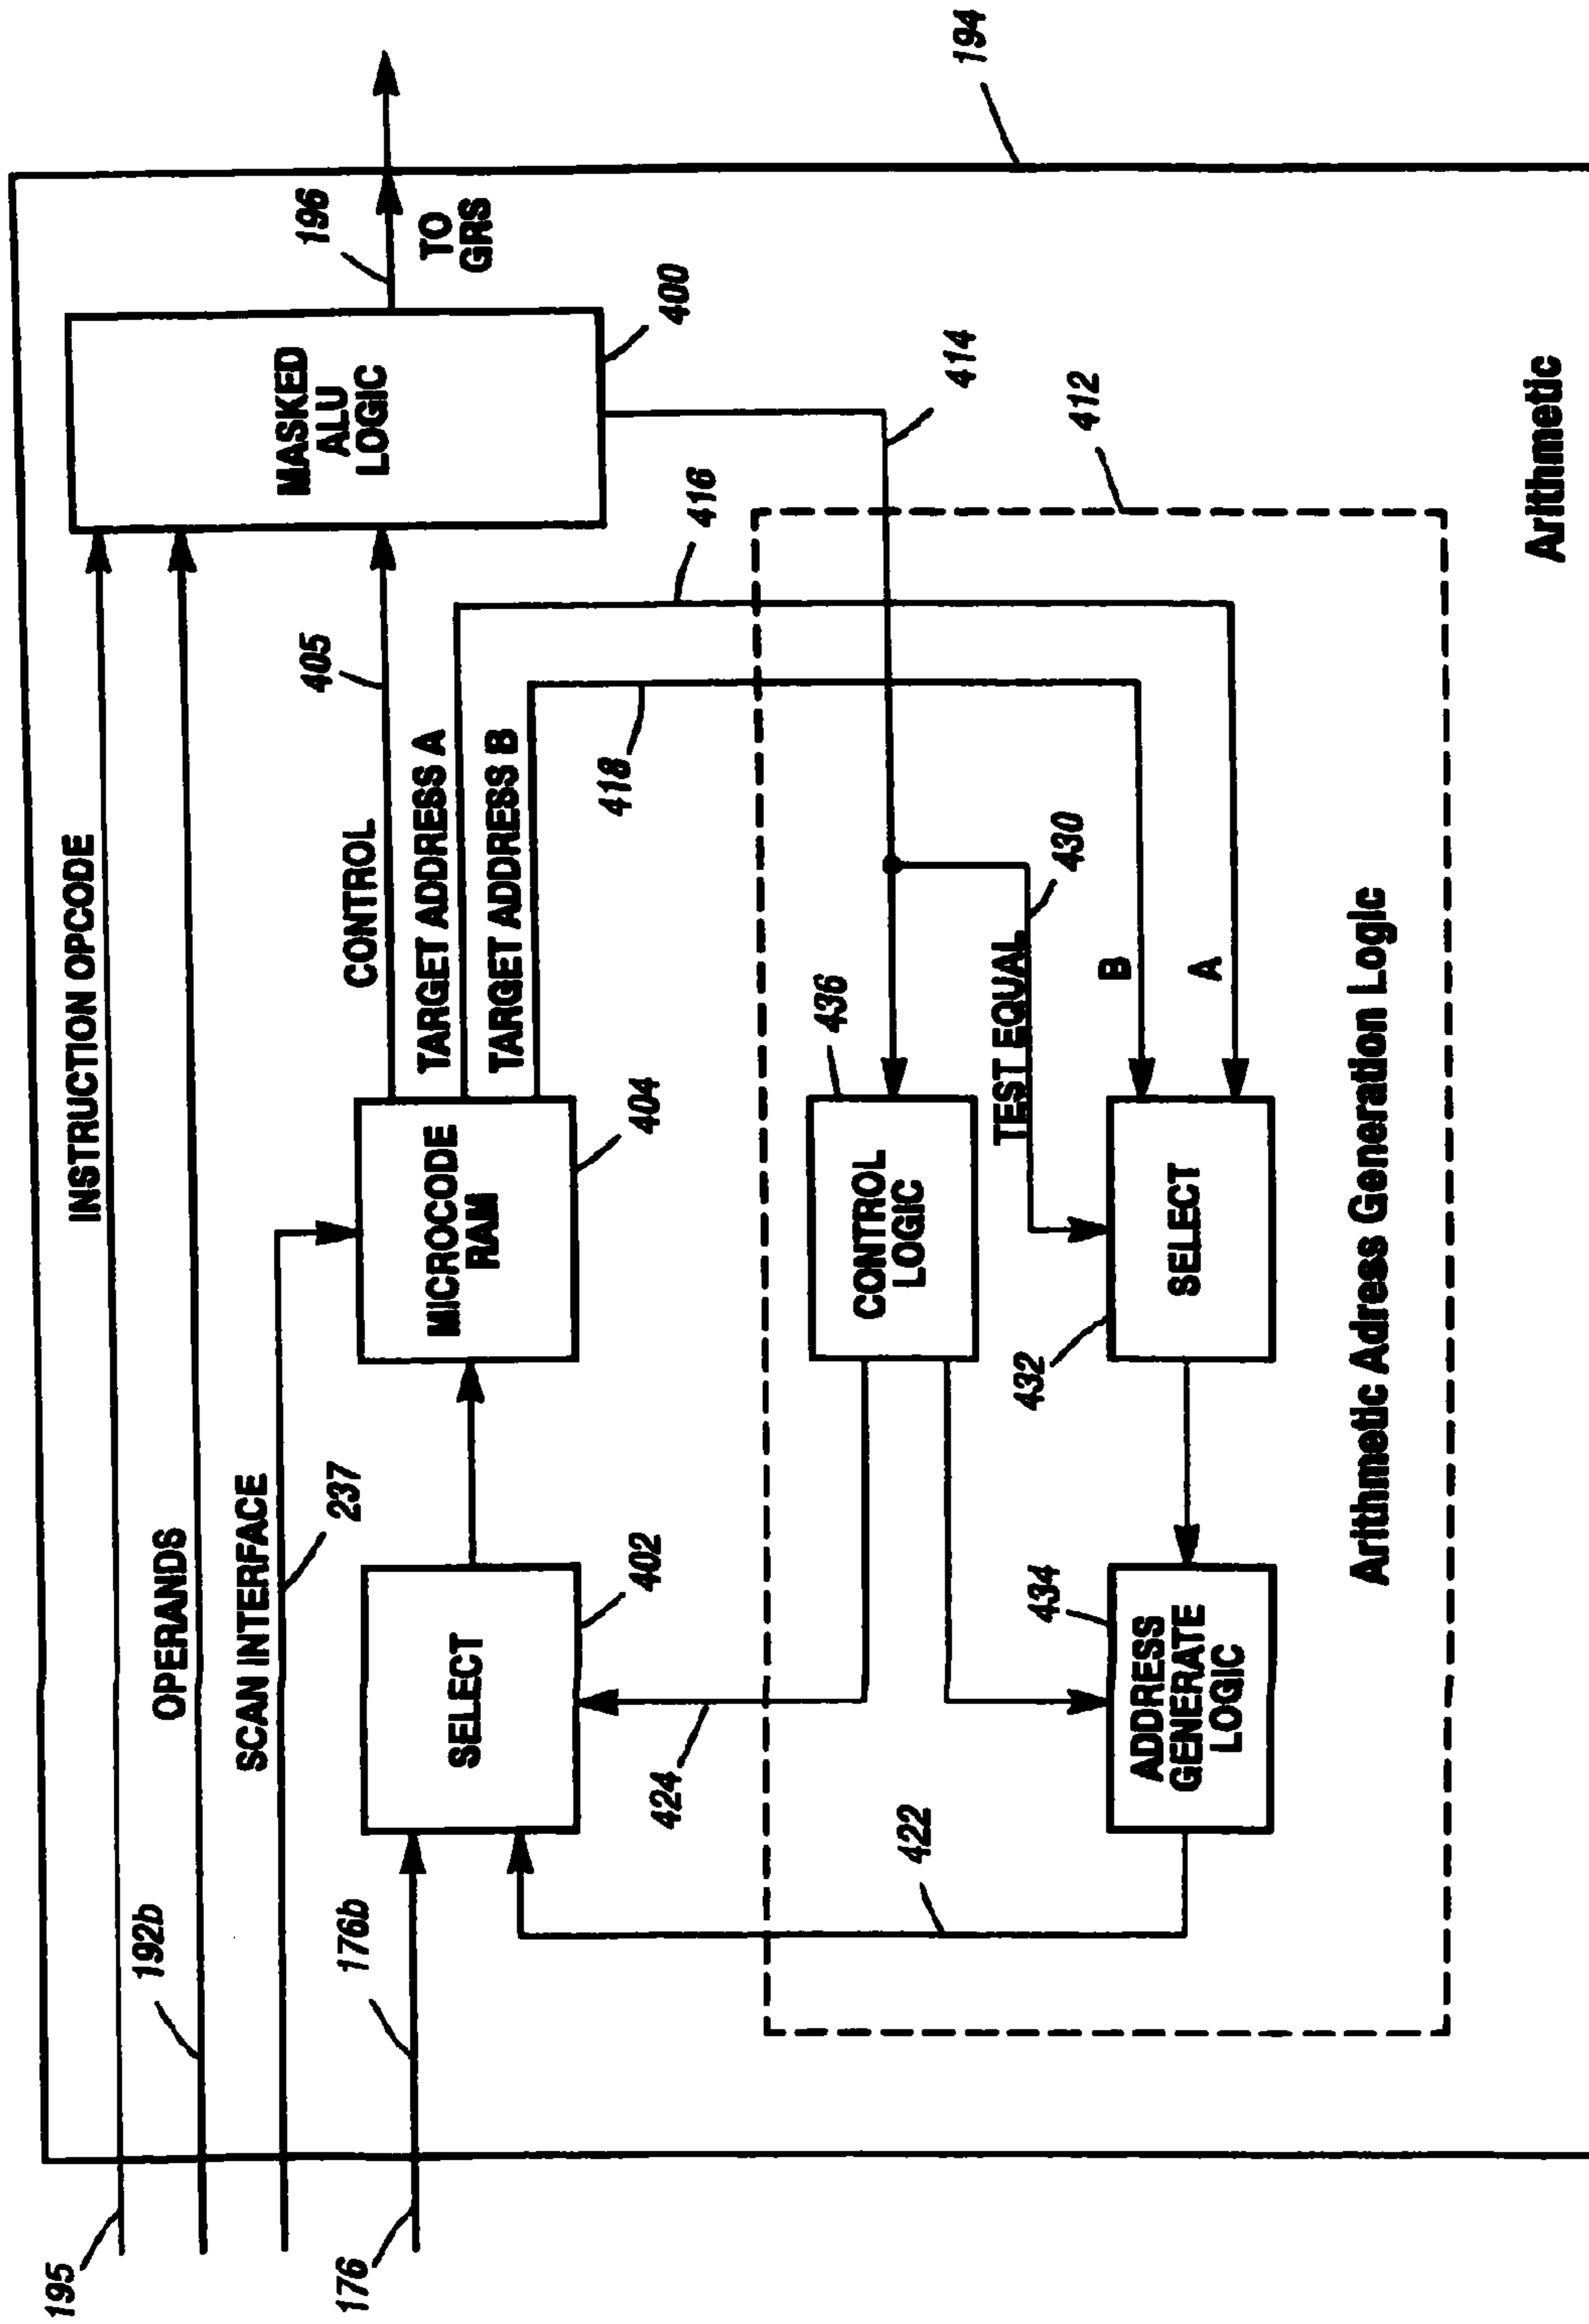 195
INSTRUCTION OPCODE
192b
OPERANDS
SCAN INTERFACE
237
176
176b
SELECT
402
MICROCODE
RAM
404
CONTROL
405
TARGET ADDRESS A
TARGET ADDRESS B
MASKED
ALU
LOGIC
400
196
TO
GRS
194
416
418
414
412
424
422
436
CONTROL
LOGIC
TEST EQUAL
430
B
A
432
SELECT
434
ADDRESS
GENERATE
LOGIC
Arithmetic Adress Generation Logic
Arithmetic